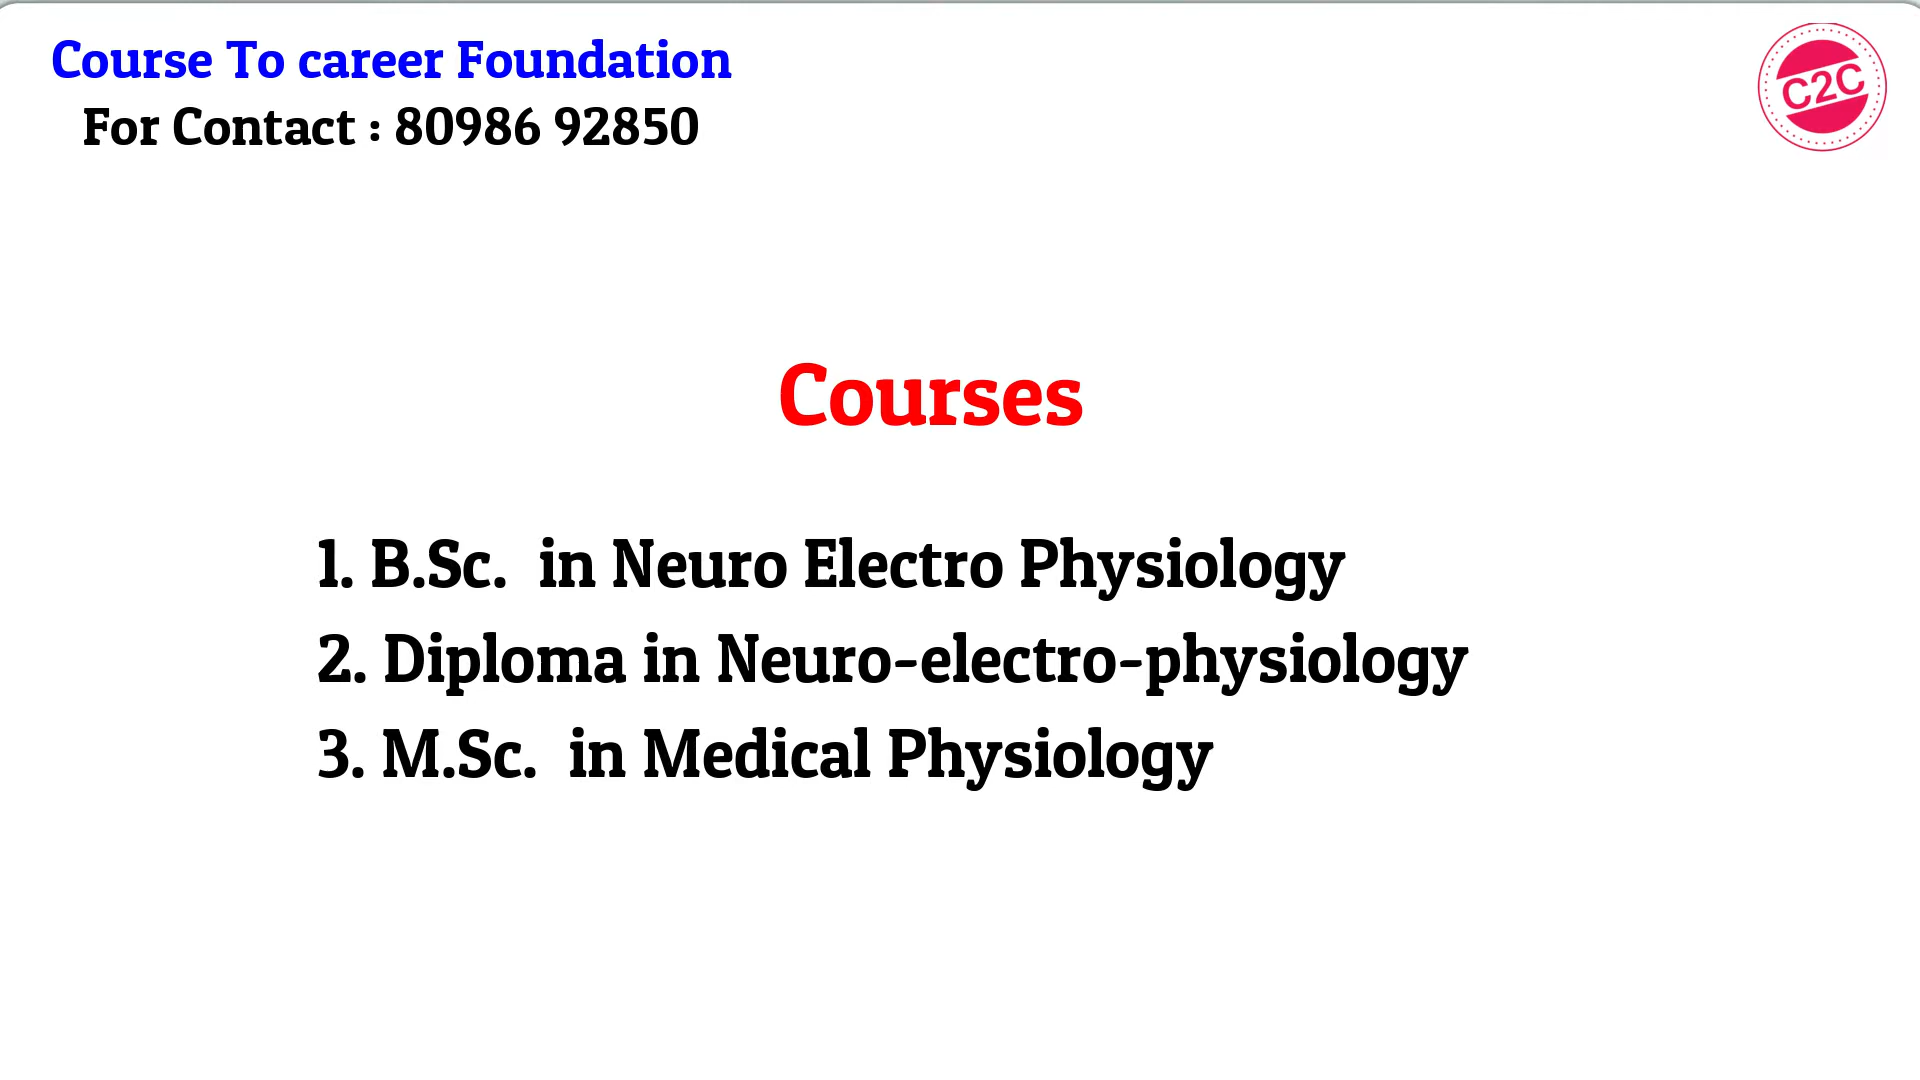 Course To career Foundation
For Contact : 80986 92850
C2C
Courses
1. B.Sc.  in Neuro Electro Physiology
2. Diploma in Neuro-electro-physiology
3. M.Sc.  in Medical Physiology